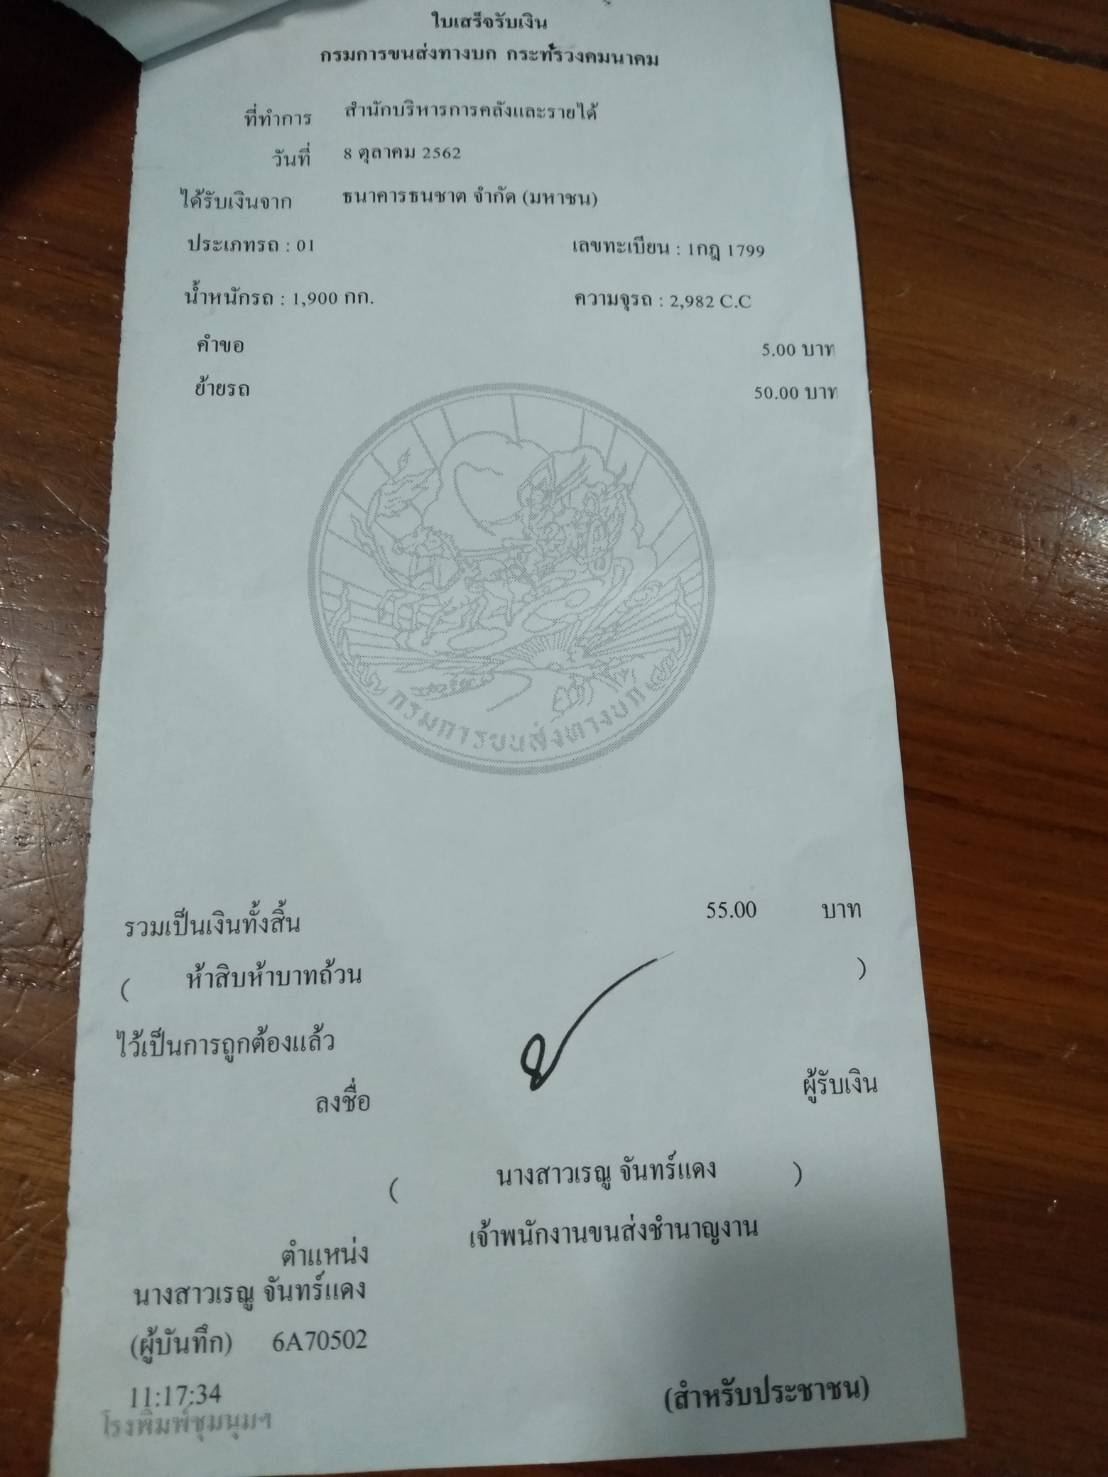 ใบเสร็จรับเงิน
กรมการขนส่งทางบก กระทรวงคมนาคม
ที่ทำการ สำนักบริหารการคลังและรายได้
วันที่ 8 ตุลาคม 2562
ได้รับเงินจาก ธนาคารธนชาต จำกัด (มหาชน)
ประเภทรถ : 01 เลขทะเบียน : 1กฎ 1799
น้ำหนักรถ : 1,900 กก. ความจุรถ : 2,982 C.C
คำขอ 5.00 บาท
ย้ายรถ 50.00 บาท
กรมการขนส่งทางบก
รวมเป็นเงินทั้งสิ้น 55.00 บาท
( ห้าสิบห้าบาทถ้วน )
ไว้เป็นการถูกต้องแล้ว
ลงชื่อ ผู้รับเงิน
( นางสาวเรณู จันทร์แดง )
ตำแหน่ง เจ้าพนักงานขนส่งชำนาญงาน
นางสาวเรณู จันทร์แดง
(ผู้บันทึก) 6A70502
11:17:34
(สำหรับประชาชน)
โรงพิมพ์ชุมนุมฯ